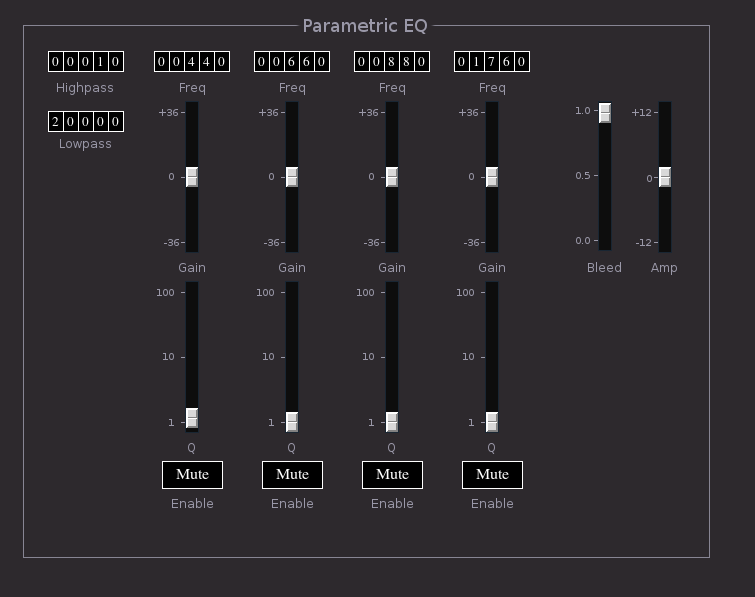 Parametric EQ
00010 00440 00660 00880 01760
Highpass Freq Freq Freq Freq
20000
Lowpass
+36 +36 +36 +36 1.0 +12
0 0 0 0 0.5 0
-36 -36 -36 -36 0.0 -12
Gain Gain Gain Gain Bleed Amp
100 100 100 100
10 10 10 10
1 1 1 1
Q Q Q Q
Mute Mute Mute Mute
Enable Enable Enable Enable